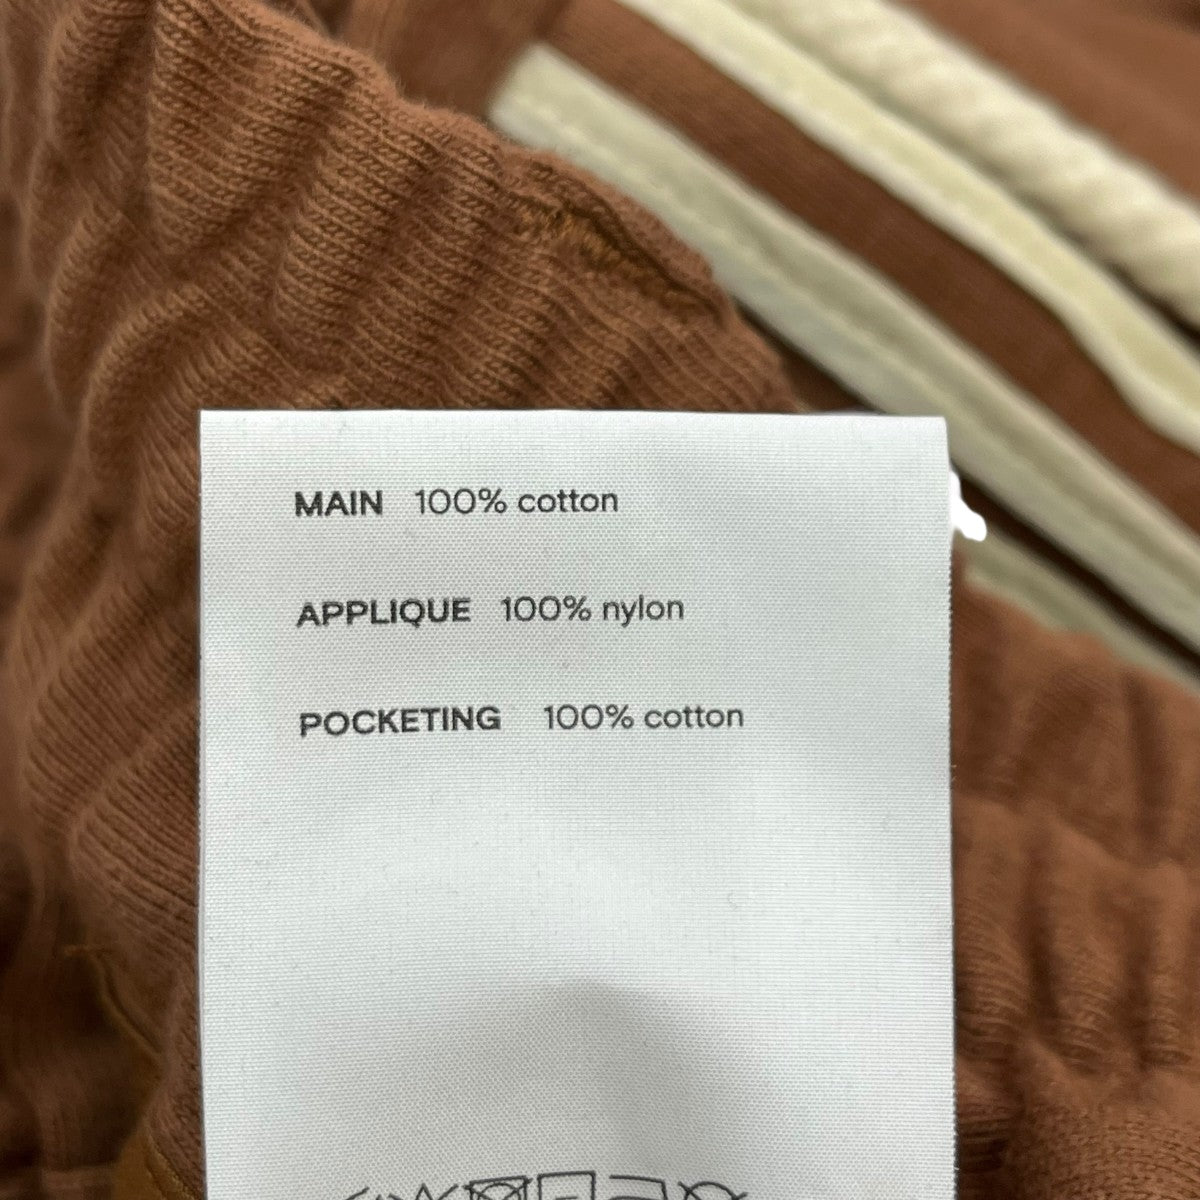 MAIN 100% cotton
APPLIQUE 100% nylon
POCKETING 100% cotton